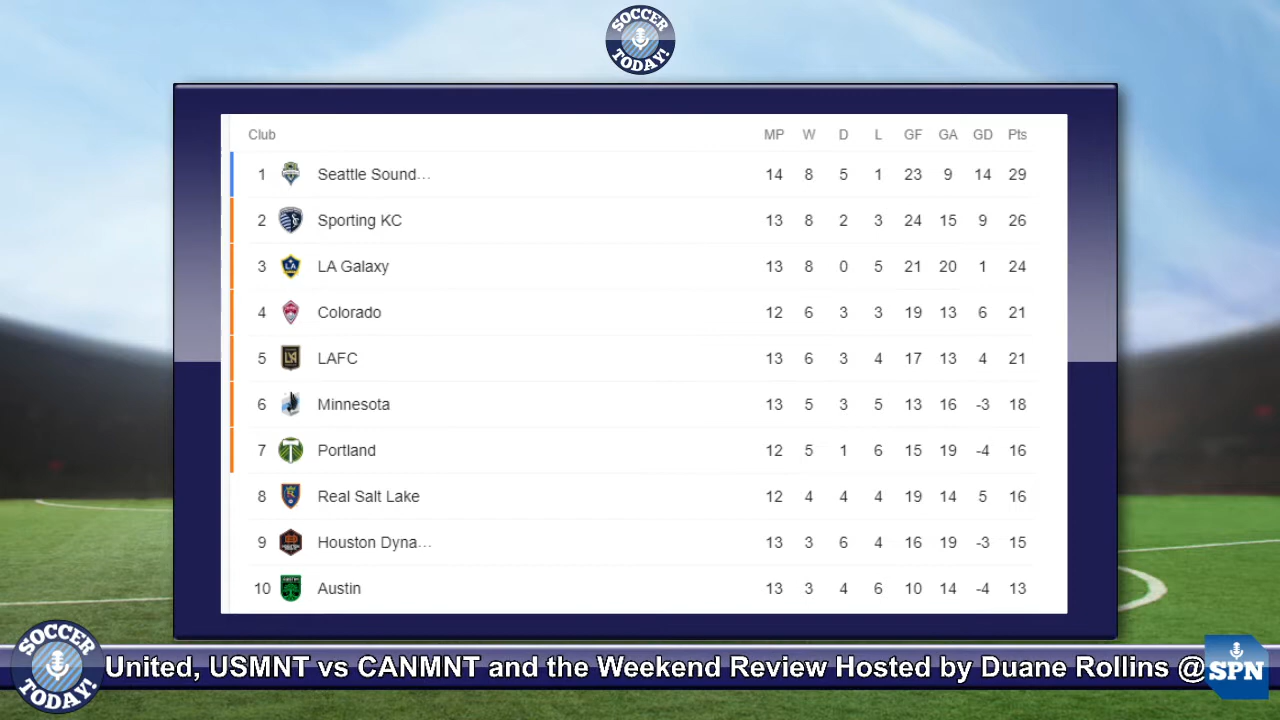 SOCCER
TODAY!
Club MP W D L GF GA GD Pts
1 Seattle Sound... 14 8 5 1 23 9 14 29
2 Sporting KC 13 8 2 3 24 15 9 26
3 LA Galaxy 13 8 0 5 21 20 1 24
4 Colorado 12 6 3 3 19 13 6 21
5 LAFC 13 6 3 4 17 13 4 21
6 Minnesota 13 5 3 5 13 16 -3 18
7 Portland 12 5 1 6 15 19 -4 16
8 Real Salt Lake 12 4 4 4 19 14 5 16
9 Houston Dyna... 13 3 6 4 16 19 -3 15
10 Austin 13 3 4 6 10 14 -4 13
SOCCER
TODAY!
United, USMNT vs CANMNT and the Weekend Review Hosted by Duane Rollins @
SPN